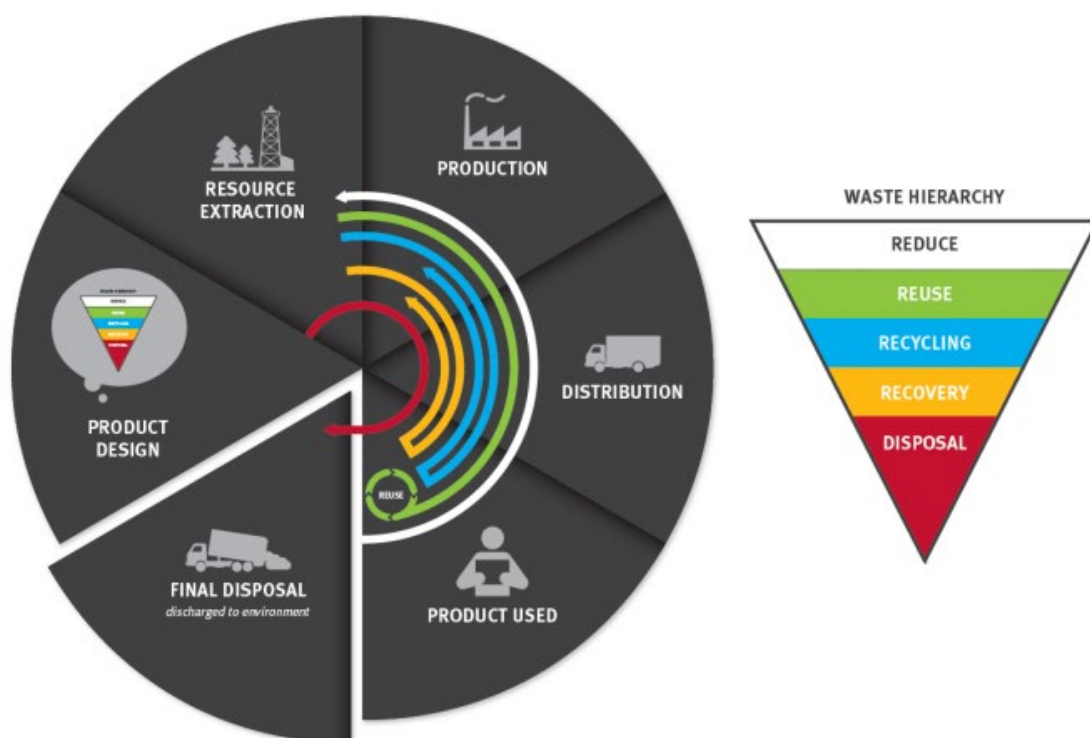 RESOURCE
EXTRACTION
PRODUCTION
DISTRIBUTION
PRODUCT USED
REUSE
FINAL DISPOSAL
discharged to environment
PRODUCT
DESIGN
WASTE HIERARCHY
REDUCE
REUSE
RECYCLING
RECOVERY
DISPOSAL